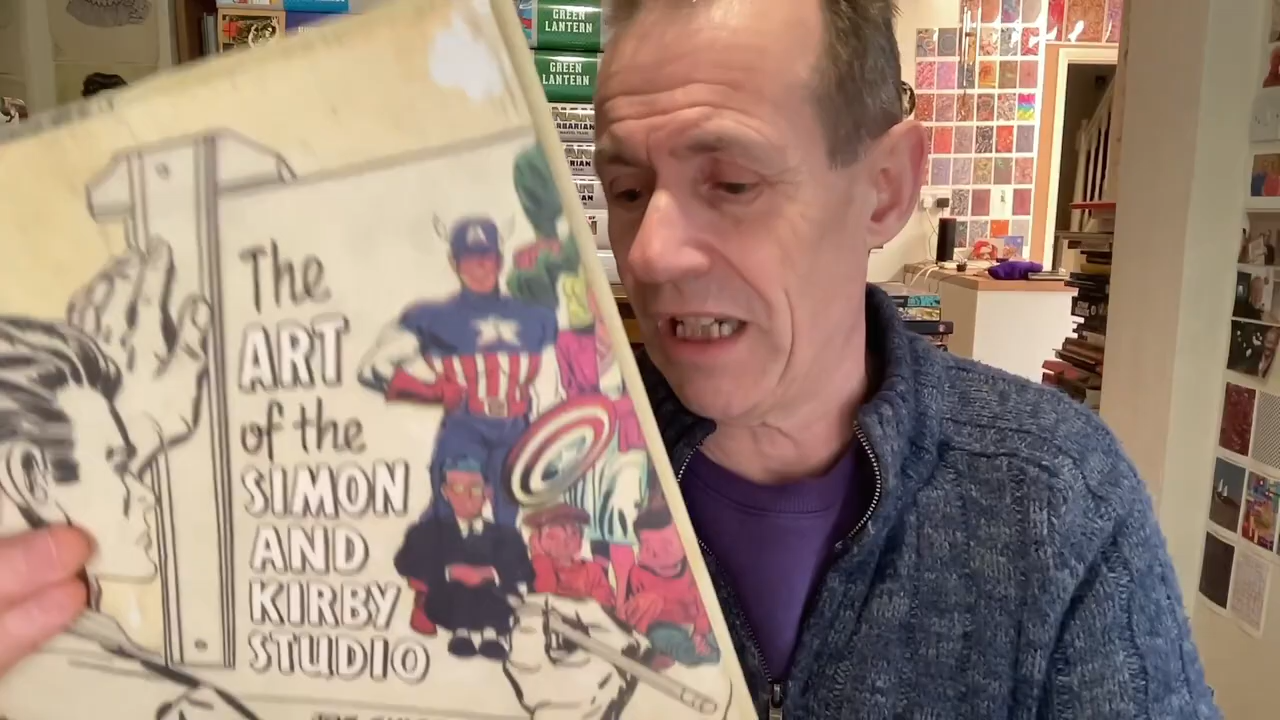 GREEN
LANTERN
GREEN
LANTERN
The
ART
of the
SIMON
AND
KIRBY
STUDIO